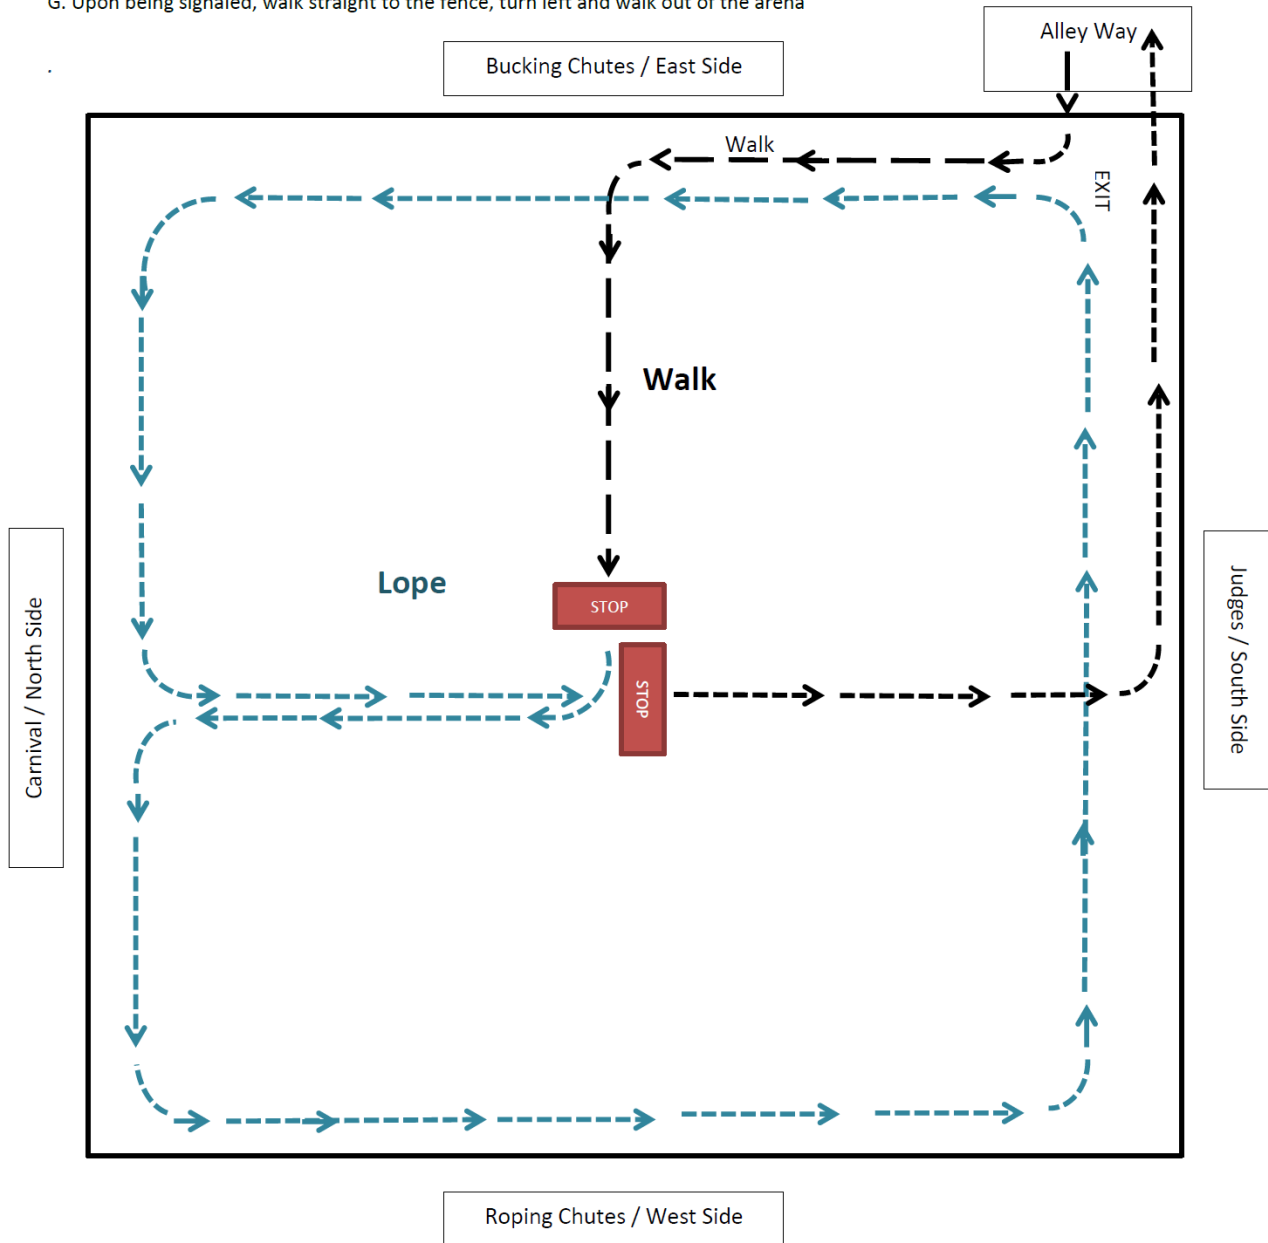 G. Upon being signaled, walk straight to the fence, turn left and walk out of the arena
Alley Way
.
Bucking Chutes / East Side
Walk
EXIT
Walk
Lope
STOP
STOP
Carnival / North Side
Judges / South Side
Roping Chutes / West Side